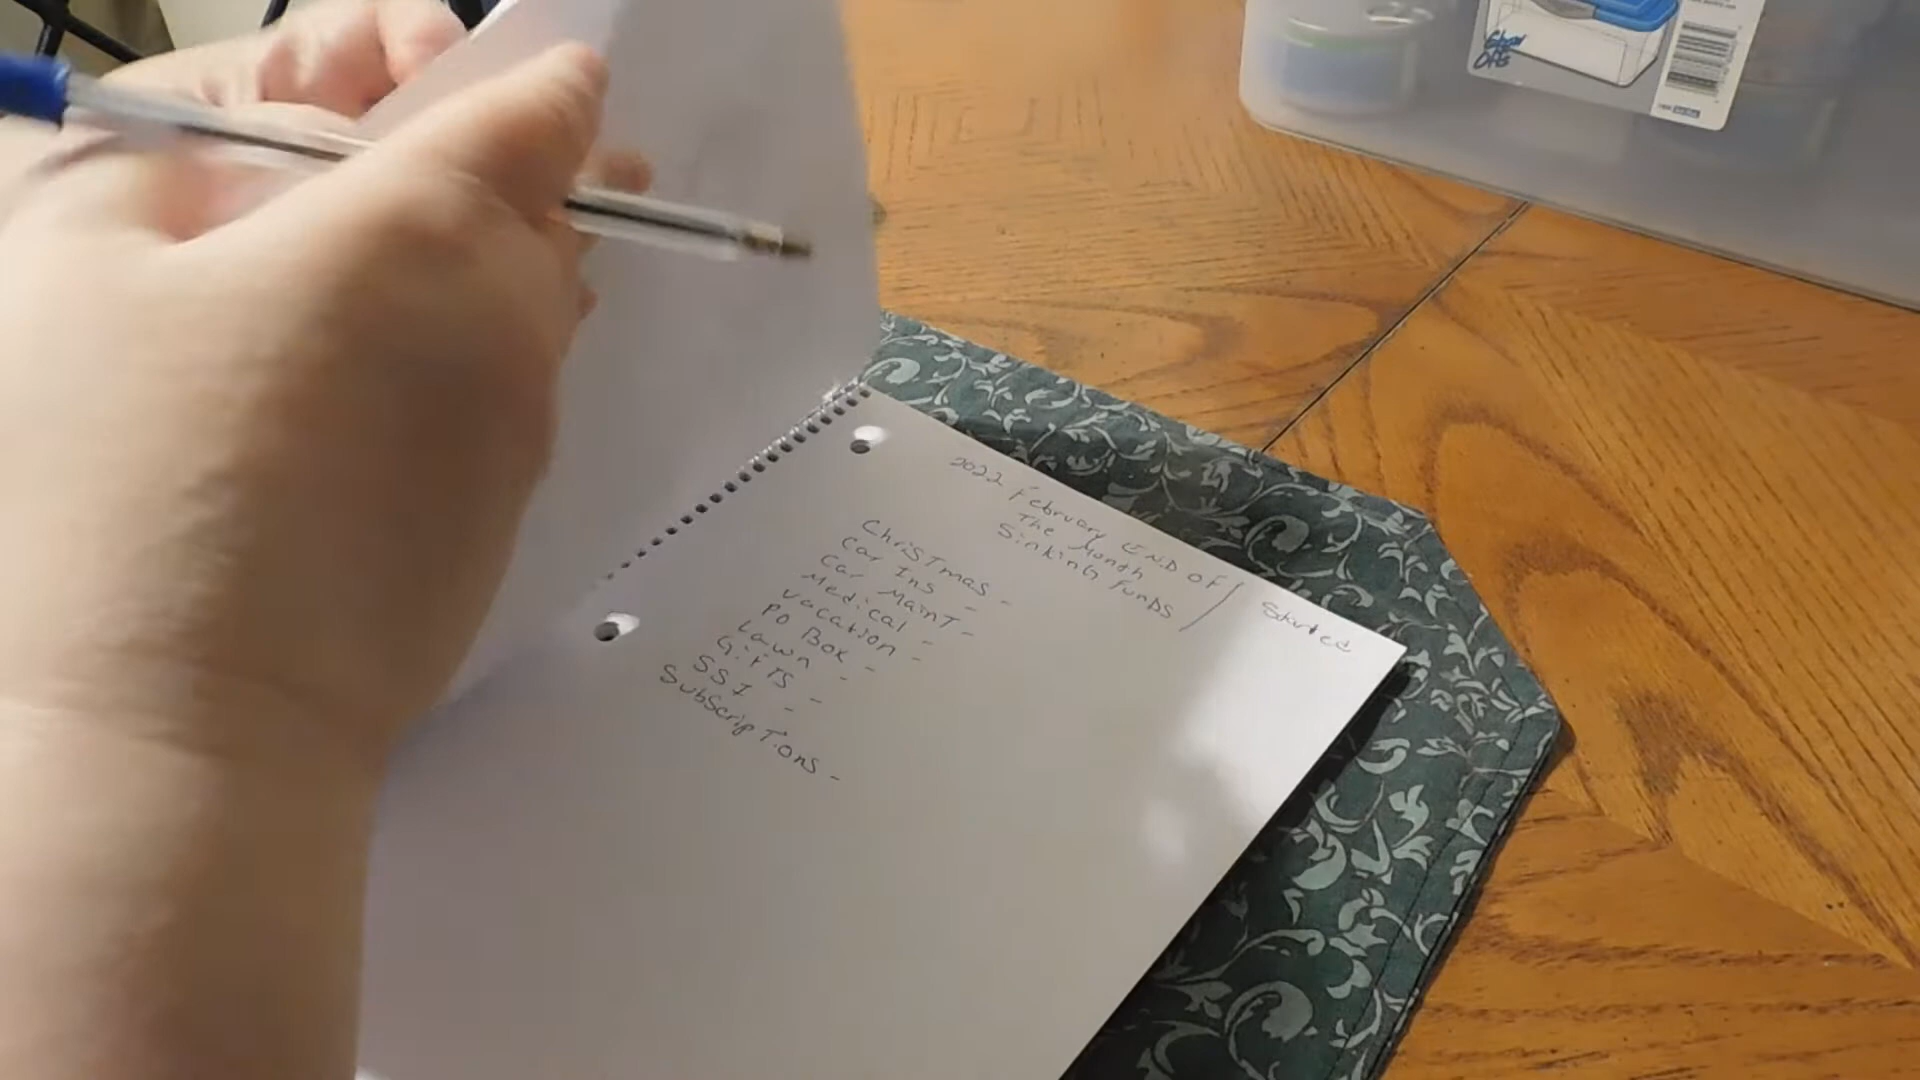 2022 February END OF
The Month
Sinking Funds
Started
Christmas -
Car Ins -
Car MainT -
Medical -
Vacation -
PO Box -
Lawn -
GifTS -
SSI -
SubscripTions -